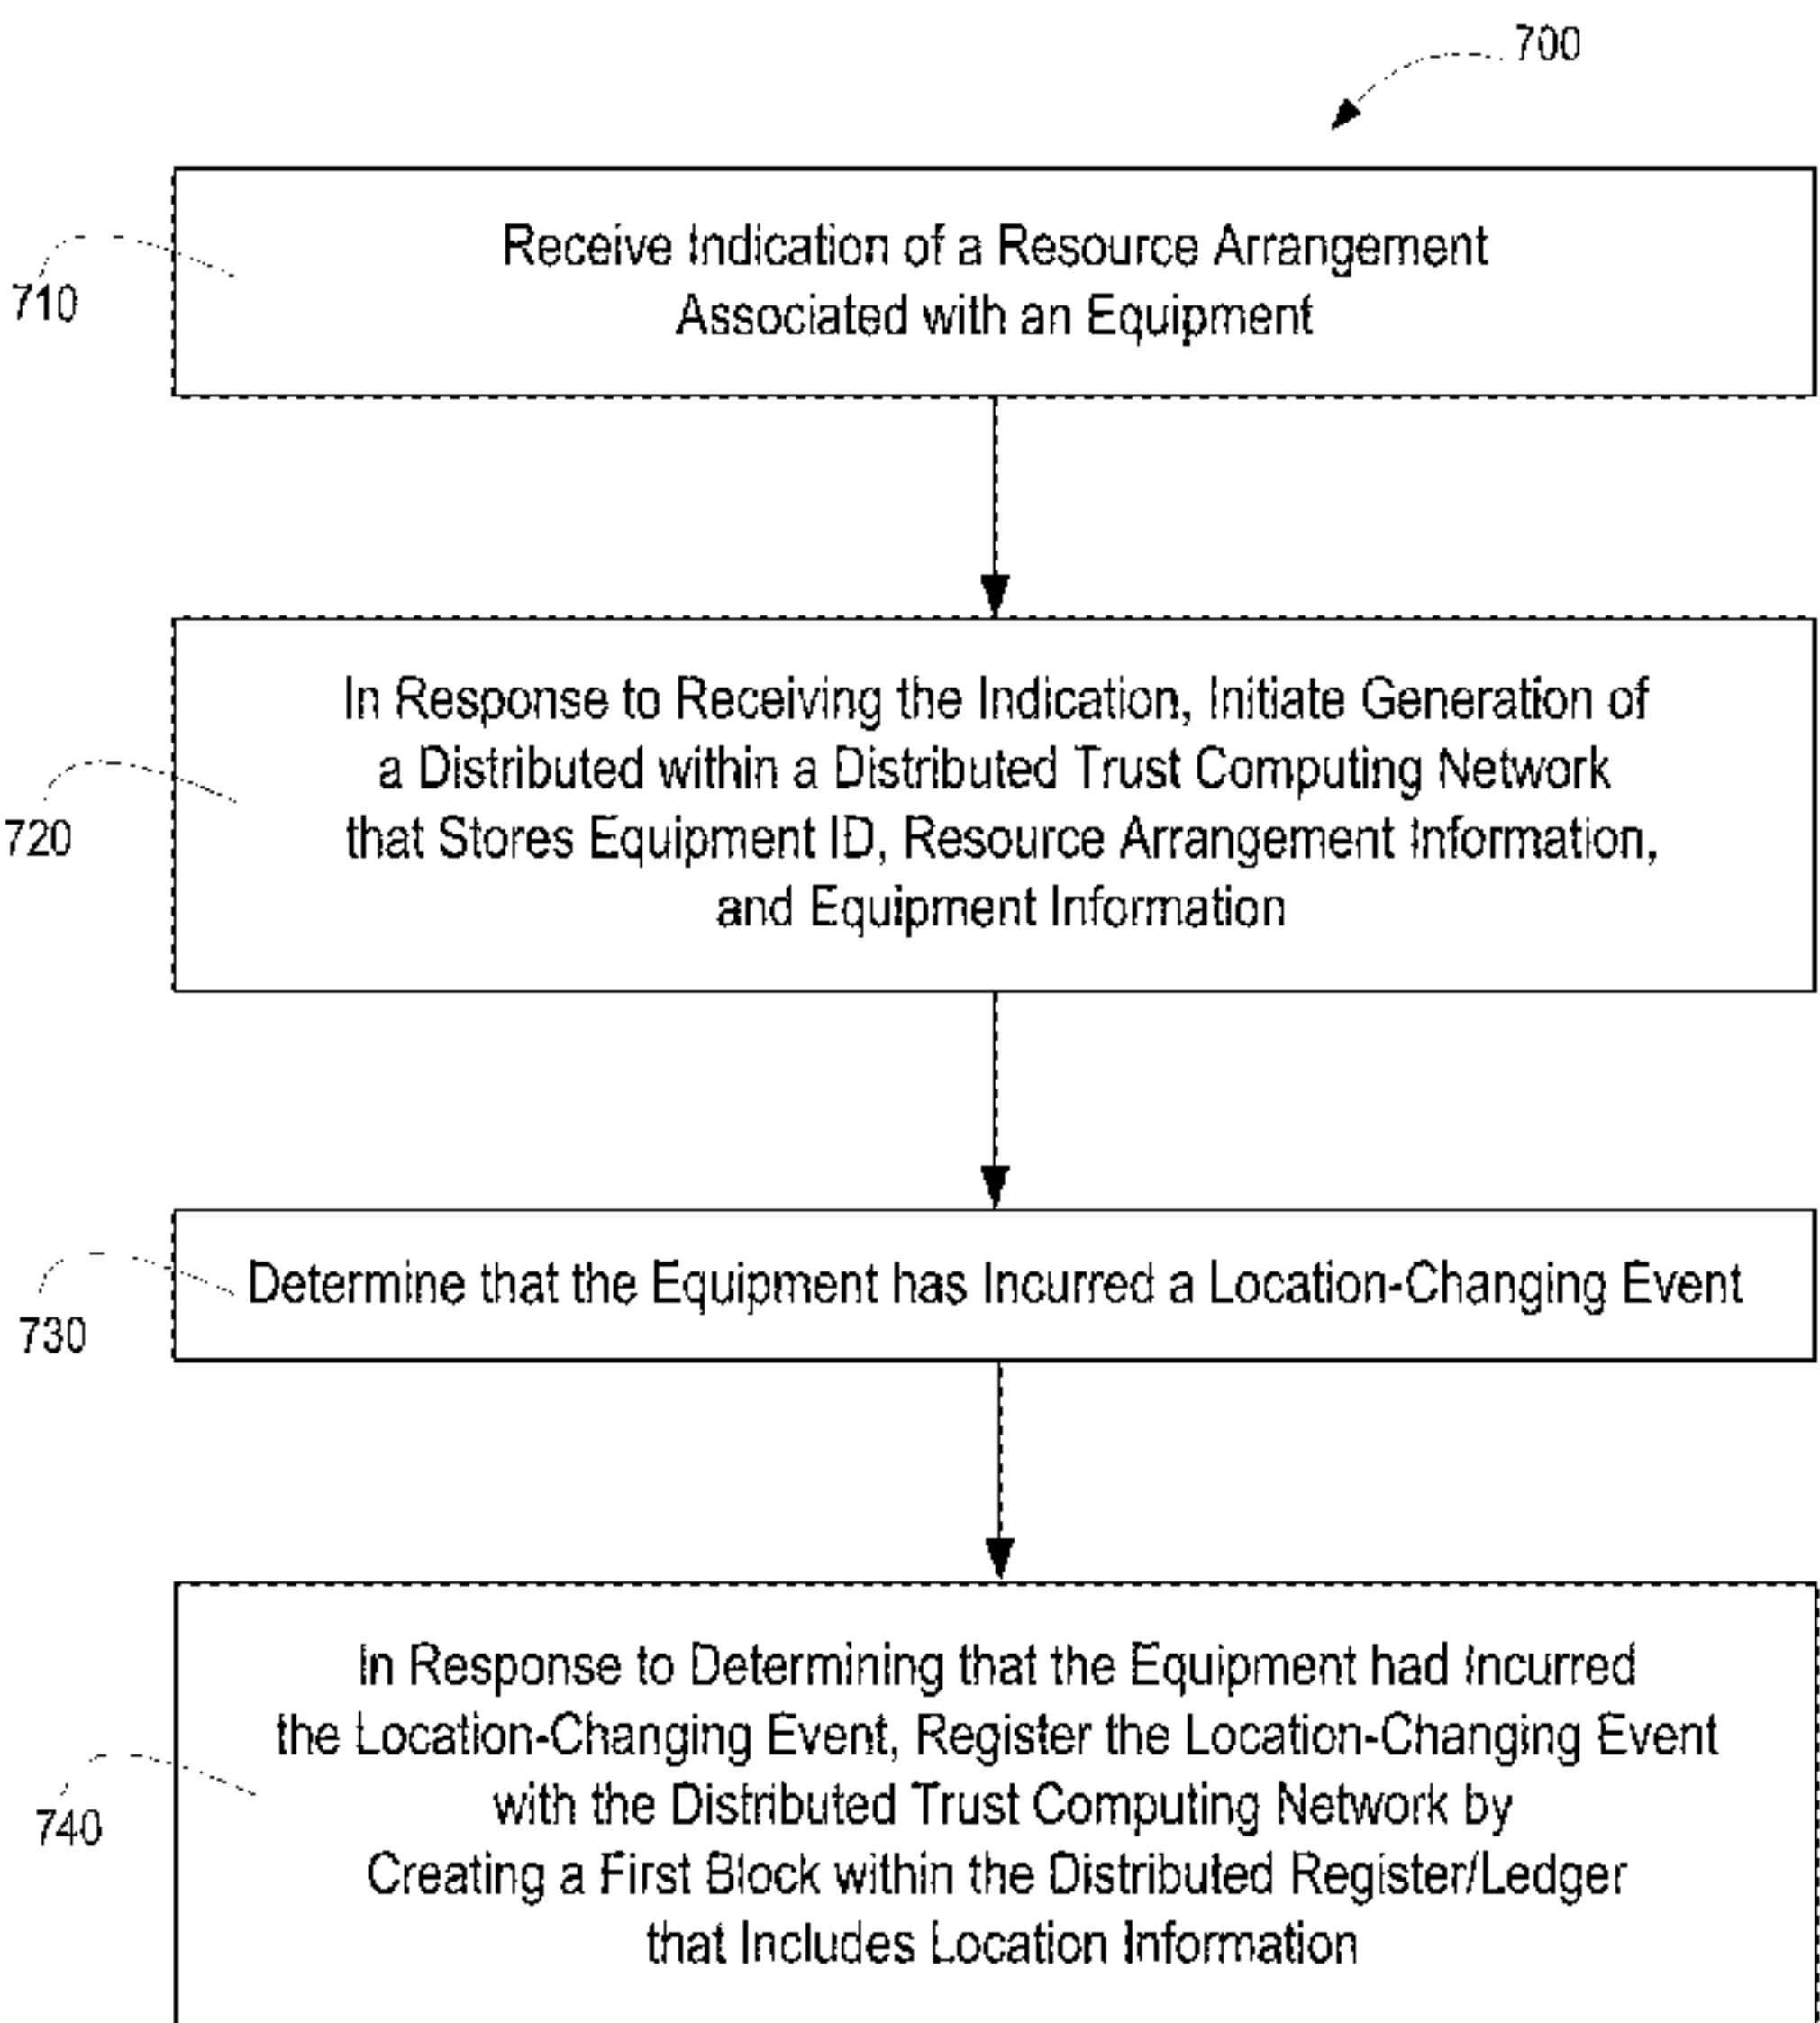 700
Receive Indication of a Resource Arrangement
Associated with an Equipment
710
In Response to Receiving the Indication, Initiate Generation of
a Distributed within a Distributed Trust Computing Network
that Stores Equipment ID, Resource Arrangement Information,
and Equipment Information
720
Determine that the Equipment has Incurred a Location-Changing Event
730
In Response to Determining that the Equipment had Incurred
the Location-Changing Event, Register the Location-Changing Event
with the Distributed Trust Computing Network by
Creating a First Block within the Distributed Register/Ledger
that Includes Location Information
740